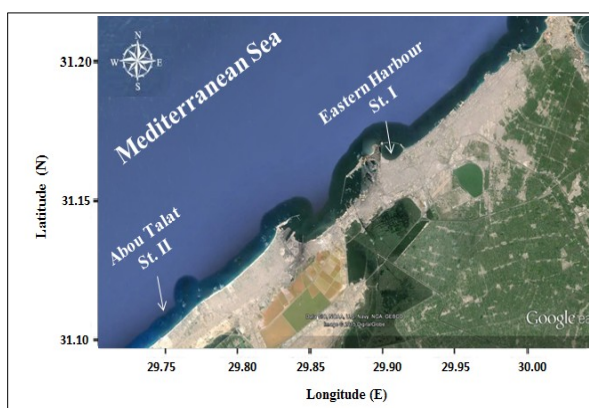 N
W E
S
Mediterranean Sea
Eastern Harbour
St. I
Abou Talat
St. II
31.20
31.15
31.10
Latitude (N)
29.75 29.80 29.85 29.90 29.95 30.00
Longitude (E)
Google